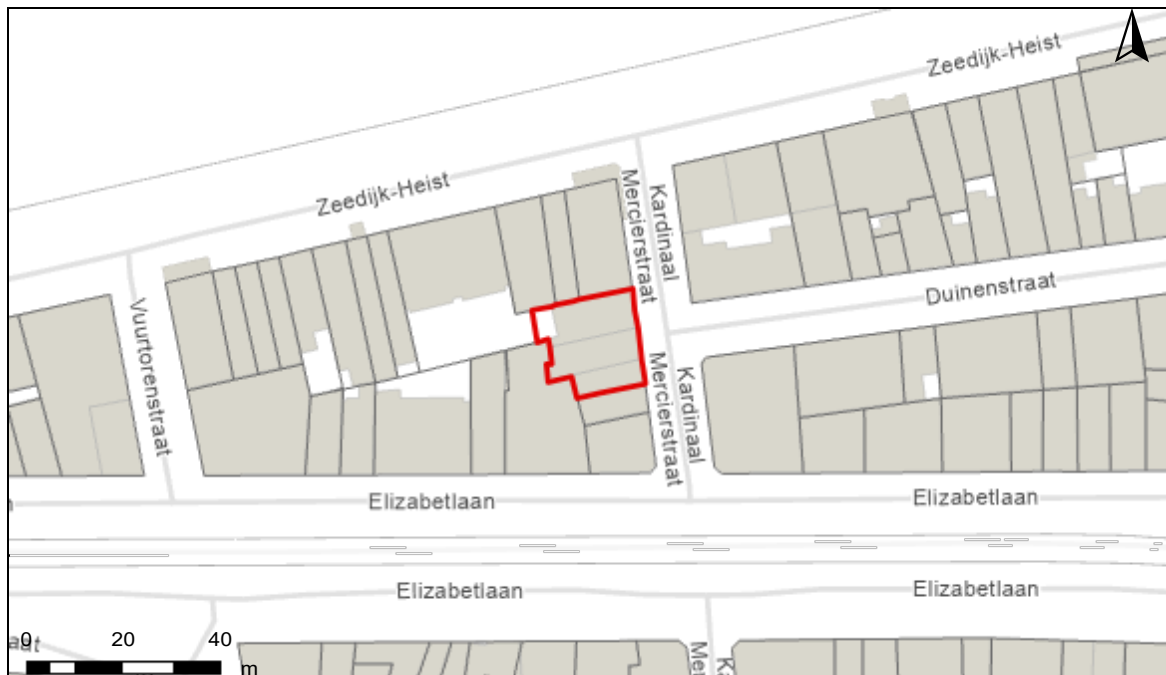 Zeedijk-Heist
Zeedijk-Heist
Kardinaal
Mercierstraat
Duinenstraat
Vuurtorenstraat
Kardinaal
Mercierstraat
Elizabetlaan
Elizabetlaan
Elizabetlaan
Elizabetlaan
0 20 40
m